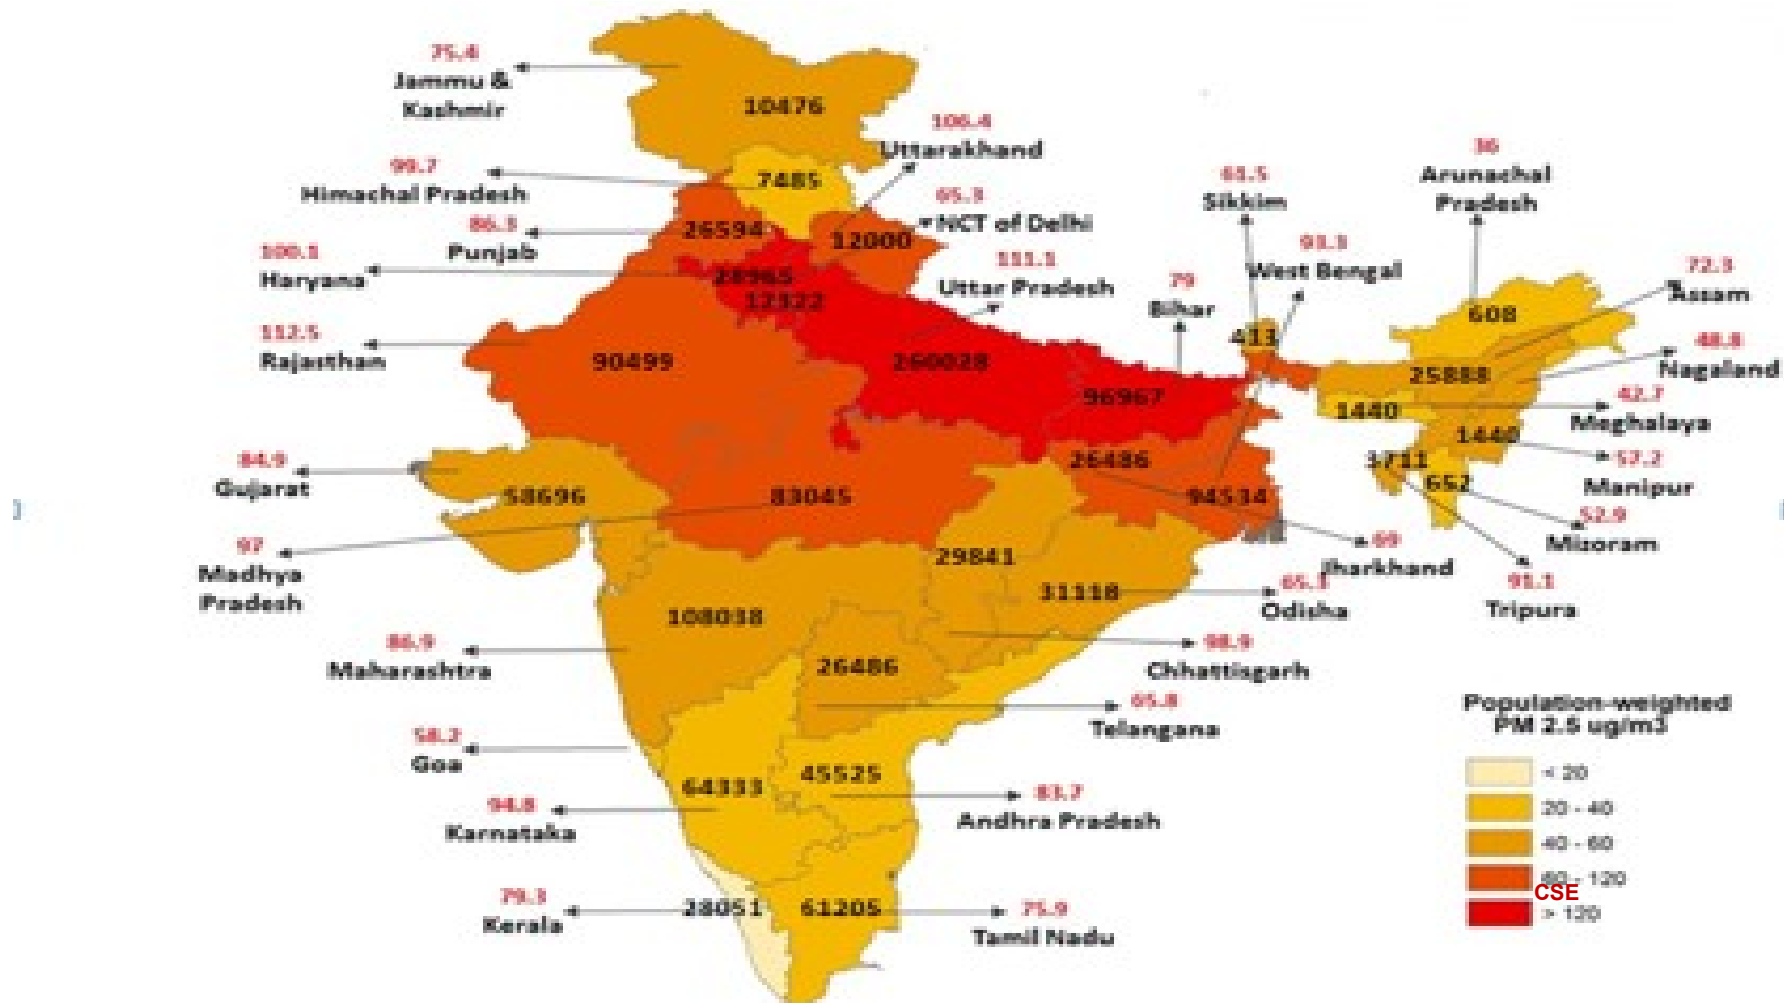 75.4
Jammu &
Kashmir
10476
106.4
Uttarakhand
99.7
Himachal Pradesh
7485
65.3
NCT of Delhi
86.3
Punjab
26594
12000
100.1
Haryana
28965
12322
111.1
Uttar Pradesh
79
Bihar
61.5
Sikkim
93.3
West Bengal
36
Arunachal
Pradesh
72.3
Assam
608
413
112.5
Rajasthan
90499
260028
96967
25888
48.8
Nagaland
1440
42.7
Meghalaya
1440
57.2
Manipur
84.9
Gujarat
58696
83045
26486
94534
1711
652
52.9
Mizoram
97
Madhya
Pradesh
29841
69
Jharkhand
91.1
Tripura
31118
65.1
Odisha
108038
86.9
Maharashtra
26486
98.9
Chhattisgarh
65.8
Telangana
58.2
Goa
64333
45525
94.8
Karnataka
83.7
Andhra Pradesh
79.3
Kerala
28051
61205
75.9
Tamil Nadu
Population-weighted
PM 2.5 ug/m3
< 20
20 - 40
40 - 60
60 - 120
CSE
> 120